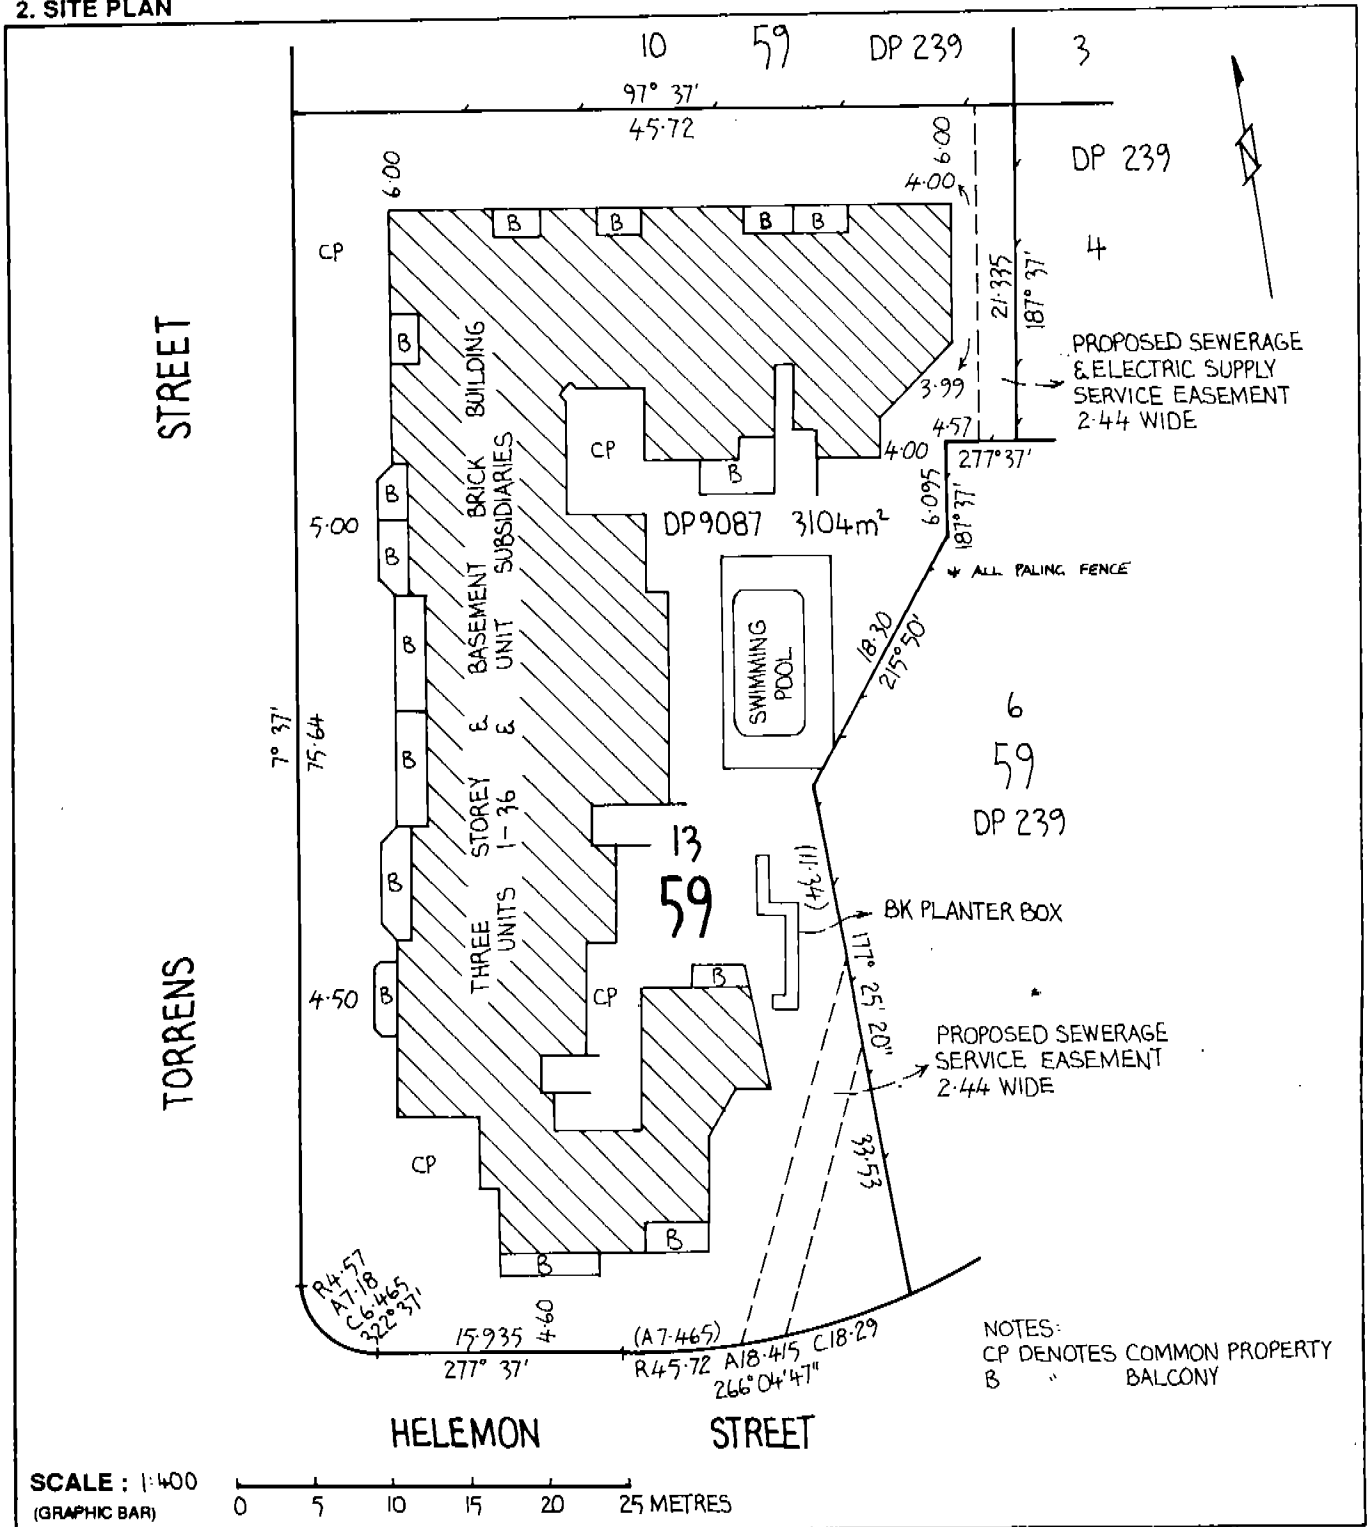 2. SITE PLAN
10 59 DP 239 3
97° 37'
45·72
6·00
6·00
4·00
DP 239
4
CP
B
B
B
B
B
21·335
187° 37'
STREET
PROPOSED SEWERAGE
& ELECTRIC SUPPLY
SERVICE EASEMENT
2·44 WIDE
3·99
4·57
4·00
277°37'
CP
B
THREE STOREY & BASEMENT BRICK BUILDING
UNITS 1-36 & UNIT SUBSIDIARIES
B
5·00
B
DP9087 3104m²
6·095
187°37'
ALL PALING FENCE
SWIMMING
POOL
18·30
215°50'
B
B
7° 37'
75·64
6
59
DP 239
13
59
(11·34)
B
BK PLANTER BOX
177° 25' 20"
33·53
TORRENS
4·50
B
CP
B
PROPOSED SEWERAGE
SERVICE EASEMENT
2·44 WIDE
CP
B
B
R4·57
A7·18
C6·465
322°37'
15·935
4·60
277° 37'
(A7·465)
R45·72 A18·415 C18·29
266°04'47"
NOTES:
CP DENOTES COMMON PROPERTY
B " BALCONY
HELEMON STREET
SCALE : 1:400
(GRAPHIC BAR)
0 5 10 15 20 25 METRES